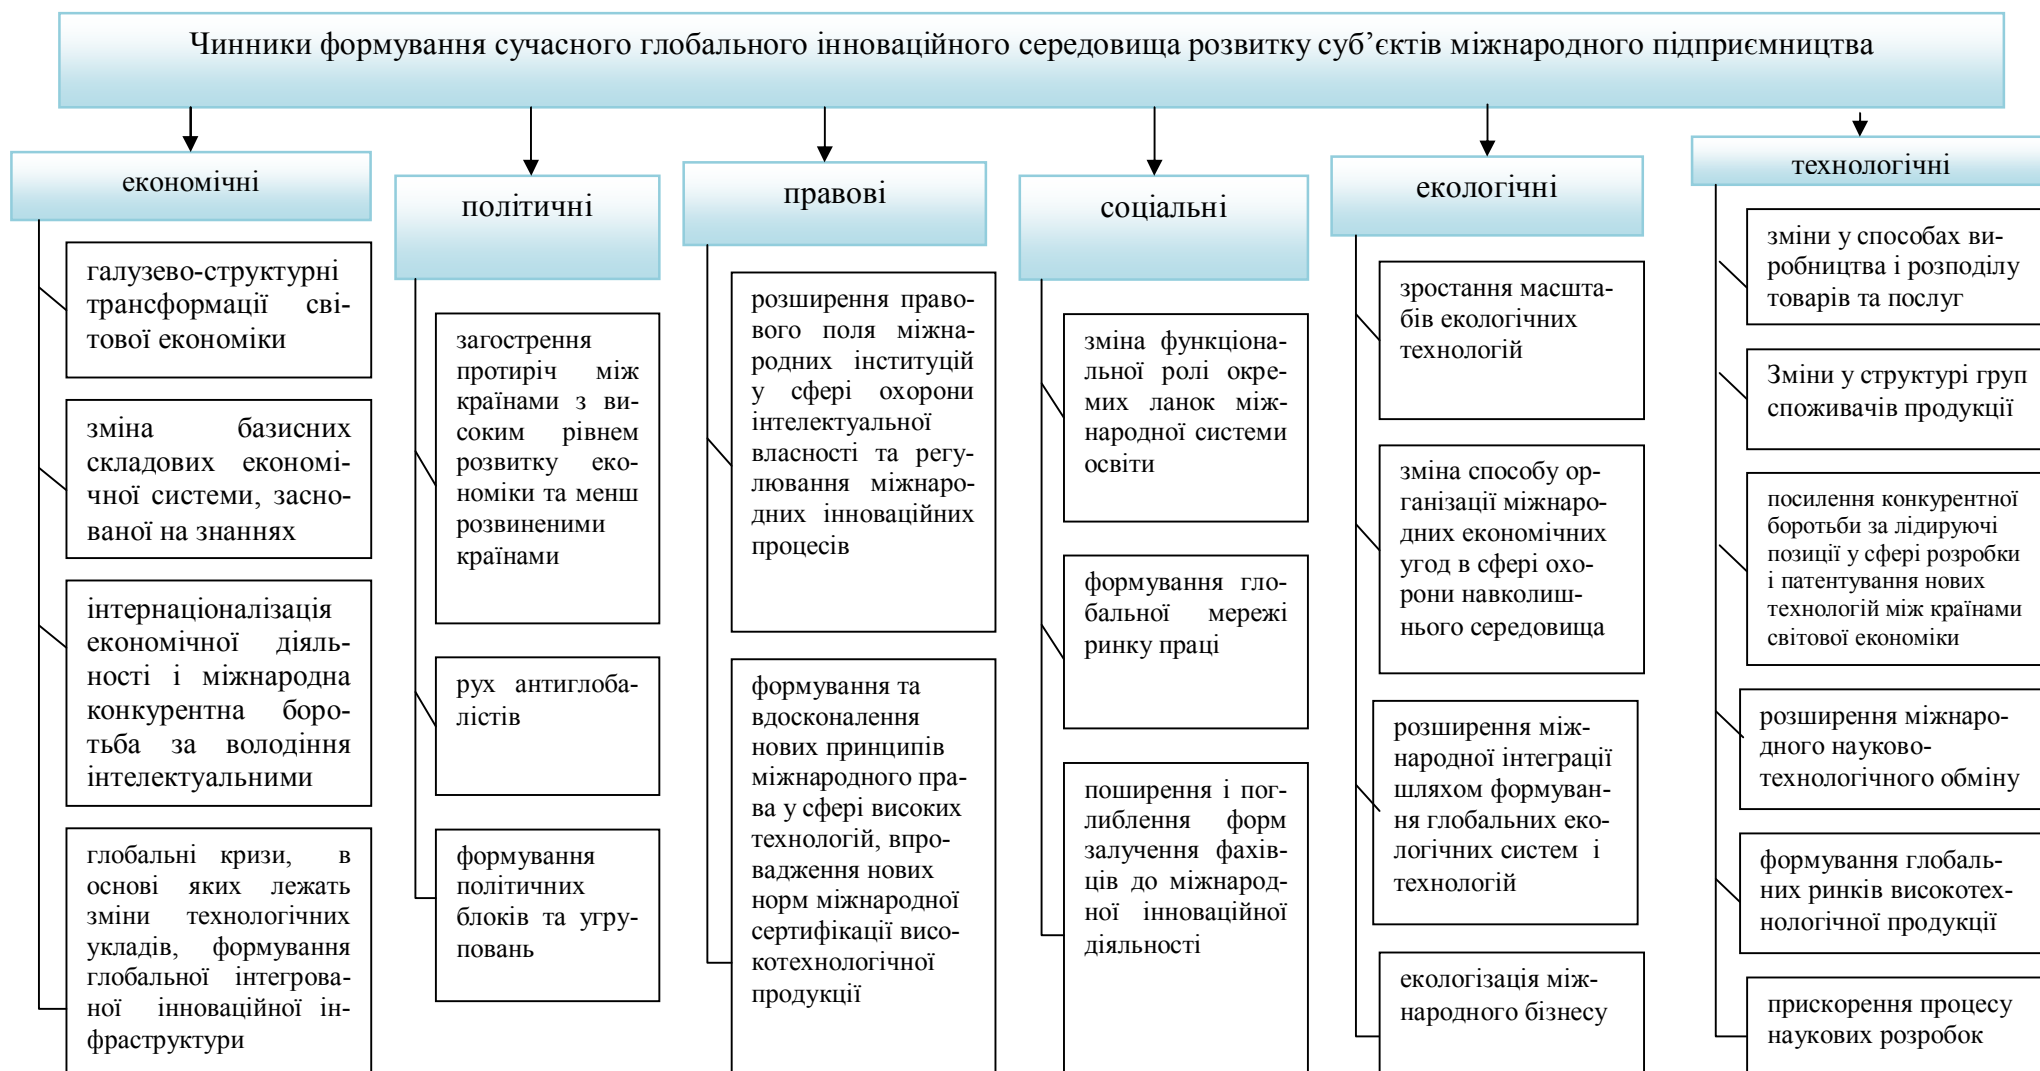 Чинники формування сучасного глобального інноваційного середовища розвитку суб’єктів міжнародного підприємництва
економічні
галузево-структурні
трансформації сві-
тової економіки
зміна базисних
складових економі-
чної системи, засно-
ваної на знаннях
інтернаціоналізація
економічної діяль-
ності і міжнародна
конкурентна боро-
тьба за володіння
інтелектуальними
глобальні кризи, в
основі яких лежать
зміни технологічних
укладів, формування
глобальної інтегрова-
ної інноваційної ін-
фраструктури
політичні
загострення
протиріч між
країнами з ви-
соким рівнем
розвитку еко-
номіки та менш
розвиненими
країнами
рух антиглоба-
лістів
формування
політичних
блоків та угру-
повань
правові
розширення право-
вого поля міжна-
родних інституцій
у сфері охорони
інтелектуальної
власності та регу-
лювання міжнаро-
дних інноваційних
процесів
формування та
вдосконалення
нових принципів
міжнародного пра-
ва у сфері високих
технологій, впро-
вадження нових
норм міжнародної
сертифікації висо-
котехнологічної
продукції
соціальні
зміна функціона-
льної ролі окре-
мих ланок між-
народної системи
освіти
формування гло-
бальної мережі
ринку праці
поширення і пог-
либлення форм
залучення фахів-
ців до міжнарод-
ної інноваційної
діяльності
екологічні
зростання масшта-
бів екологічних
технологій
зміна способу ор-
ганізації міжнаро-
дних економічних
угод в сфері охо-
рони навколиш-
нього середовища
розширення між-
народної інтеграції
шляхом формуван-
ня глобальних еко-
логічних систем і
технологій
екологізація між-
народного бізнесу
технологічні
зміни у способах ви-
робництва і розподілу
товарів та послуг
Зміни у структурі груп
споживачів продукції
посилення конкурентної
боротьби за лідируючі
позиції у сфері розробки
і патентування нових
технологій між країнами
світової економіки
розширення міжнаро-
дного науково-
технологічного обміну
формування глобаль-
них ринків високотех-
нологічної продукції
прискорення процесу
наукових розробок